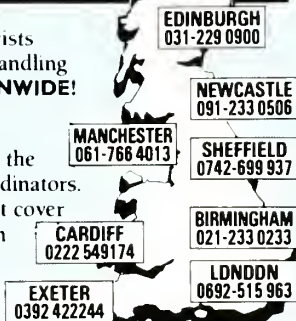 EDINBURGH
031-229 0900
ists
andling
NWIDE!
NEWCASTLE
091-233 0506
MANCHESTER
061-766 4013
SHEFFIELD
0742-699 937
the
dinators.
t cover
n
BIRMINGHAM
021-233 0233
CARDIFF
0222 549174
LONDON
0692-515 963
EXETER
0392 422244